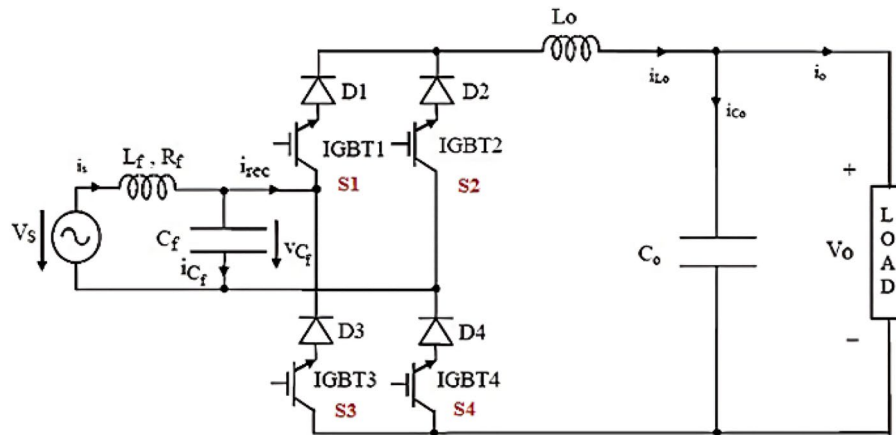 Lo
D1
D2
iLo
io
iCo
IGBT1
IGBT2
Lf , Rf
is
irec
S1
S2
+
VS
Cf
vCf
Co
Vo
LOAD
iCf
D3
D4
−
IGBT3
IGBT4
S3
S4